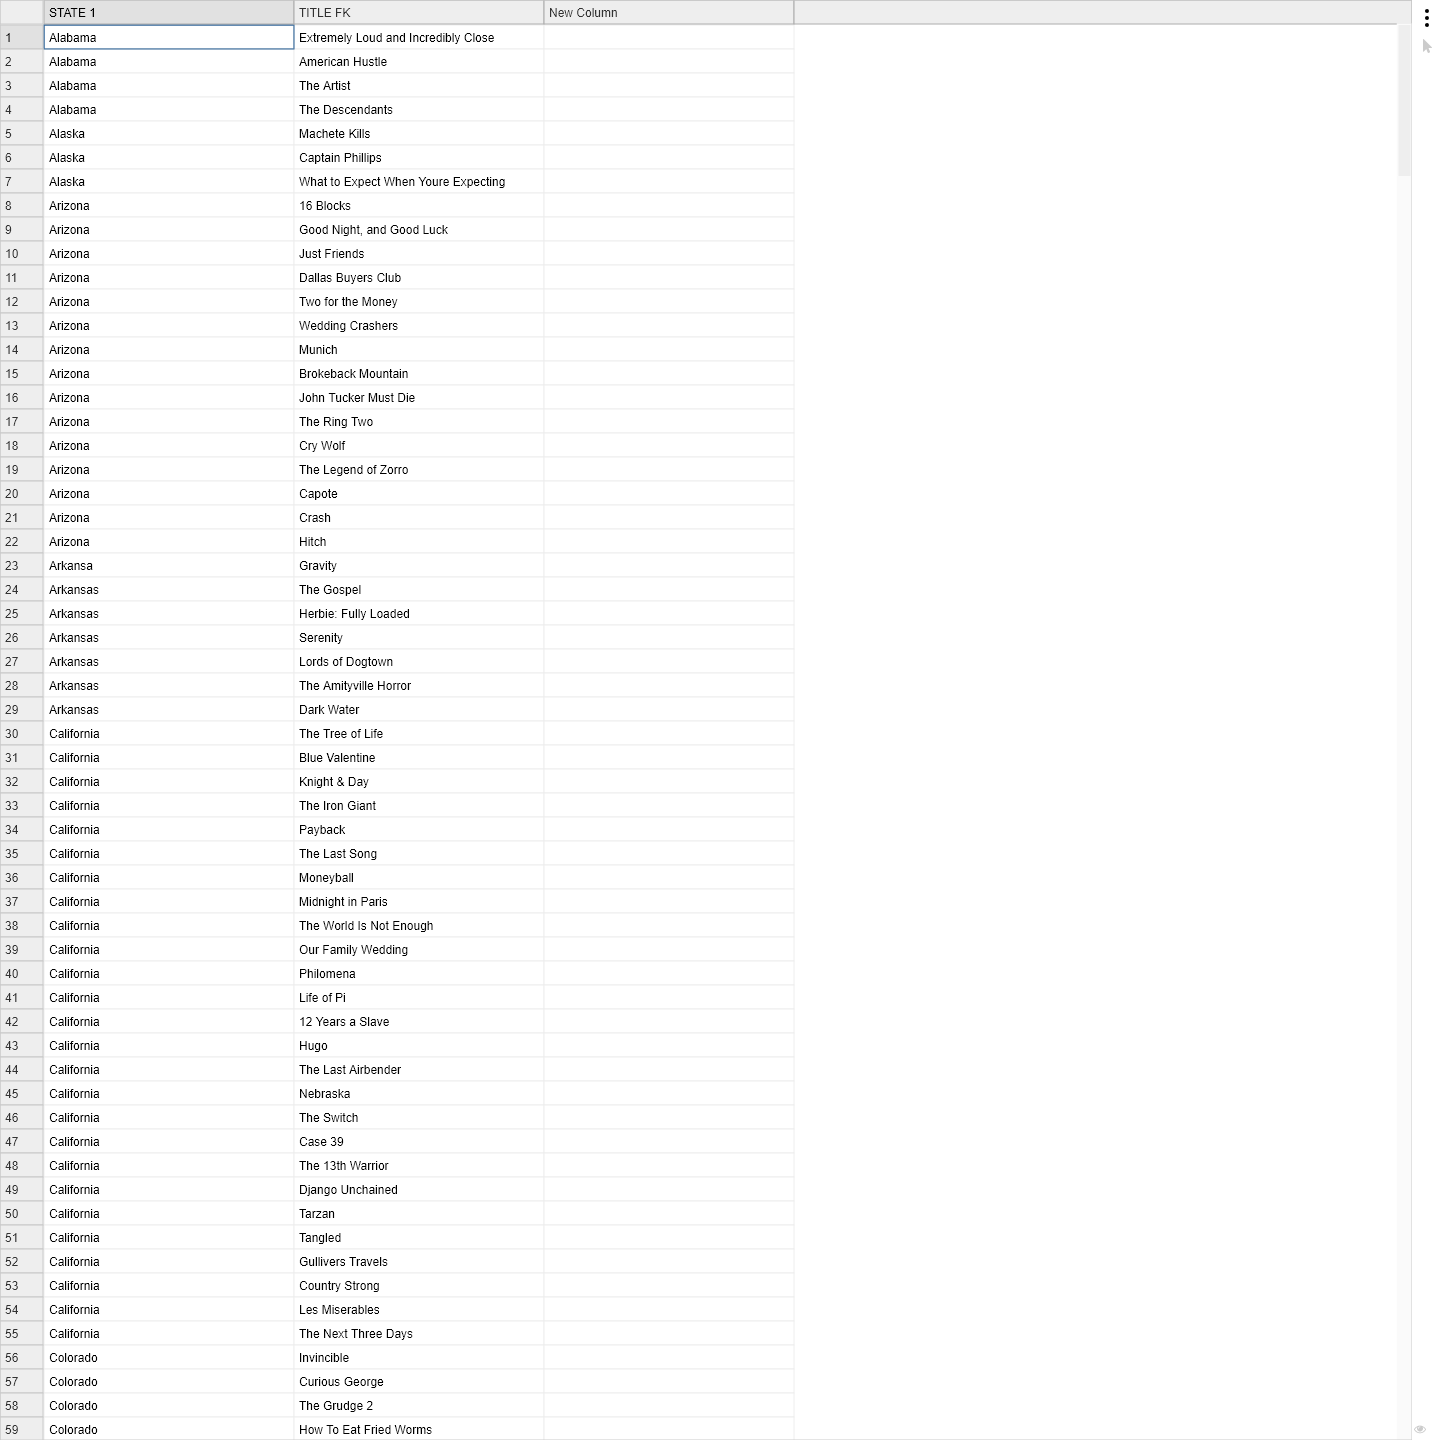 STATE 1 TITLE FK New Column
1 Alabama Extremely Loud and Incredibly Close
2 Alabama American Hustle
3 Alabama The Artist
4 Alabama The Descendants
5 Alaska Machete Kills
6 Alaska Captain Phillips
7 Alaska What to Expect When Youre Expecting
8 Arizona 16 Blocks
9 Arizona Good Night, and Good Luck
10 Arizona Just Friends
11 Arizona Dallas Buyers Club
12 Arizona Two for the Money
13 Arizona Wedding Crashers
14 Arizona Munich
15 Arizona Brokeback Mountain
16 Arizona John Tucker Must Die
17 Arizona The Ring Two
18 Arizona Cry Wolf
19 Arizona The Legend of Zorro
20 Arizona Capote
21 Arizona Crash
22 Arizona Hitch
23 Arkansa Gravity
24 Arkansas The Gospel
25 Arkansas Herbie: Fully Loaded
26 Arkansas Serenity
27 Arkansas Lords of Dogtown
28 Arkansas The Amityville Horror
29 Arkansas Dark Water
30 California The Tree of Life
31 California Blue Valentine
32 California Knight & Day
33 California The Iron Giant
34 California Payback
35 California The Last Song
36 California Moneyball
37 California Midnight in Paris
38 California The World Is Not Enough
39 California Our Family Wedding
40 California Philomena
41 California Life of Pi
42 California 12 Years a Slave
43 California Hugo
44 California The Last Airbender
45 California Nebraska
46 California The Switch
47 California Case 39
48 California The 13th Warrior
49 California Django Unchained
50 California Tarzan
51 California Tangled
52 California Gullivers Travels
53 California Country Strong
54 California Les Miserables
55 California The Next Three Days
56 Colorado Invincible
57 Colorado Curious George
58 Colorado The Grudge 2
59 Colorado How To Eat Fried Worms